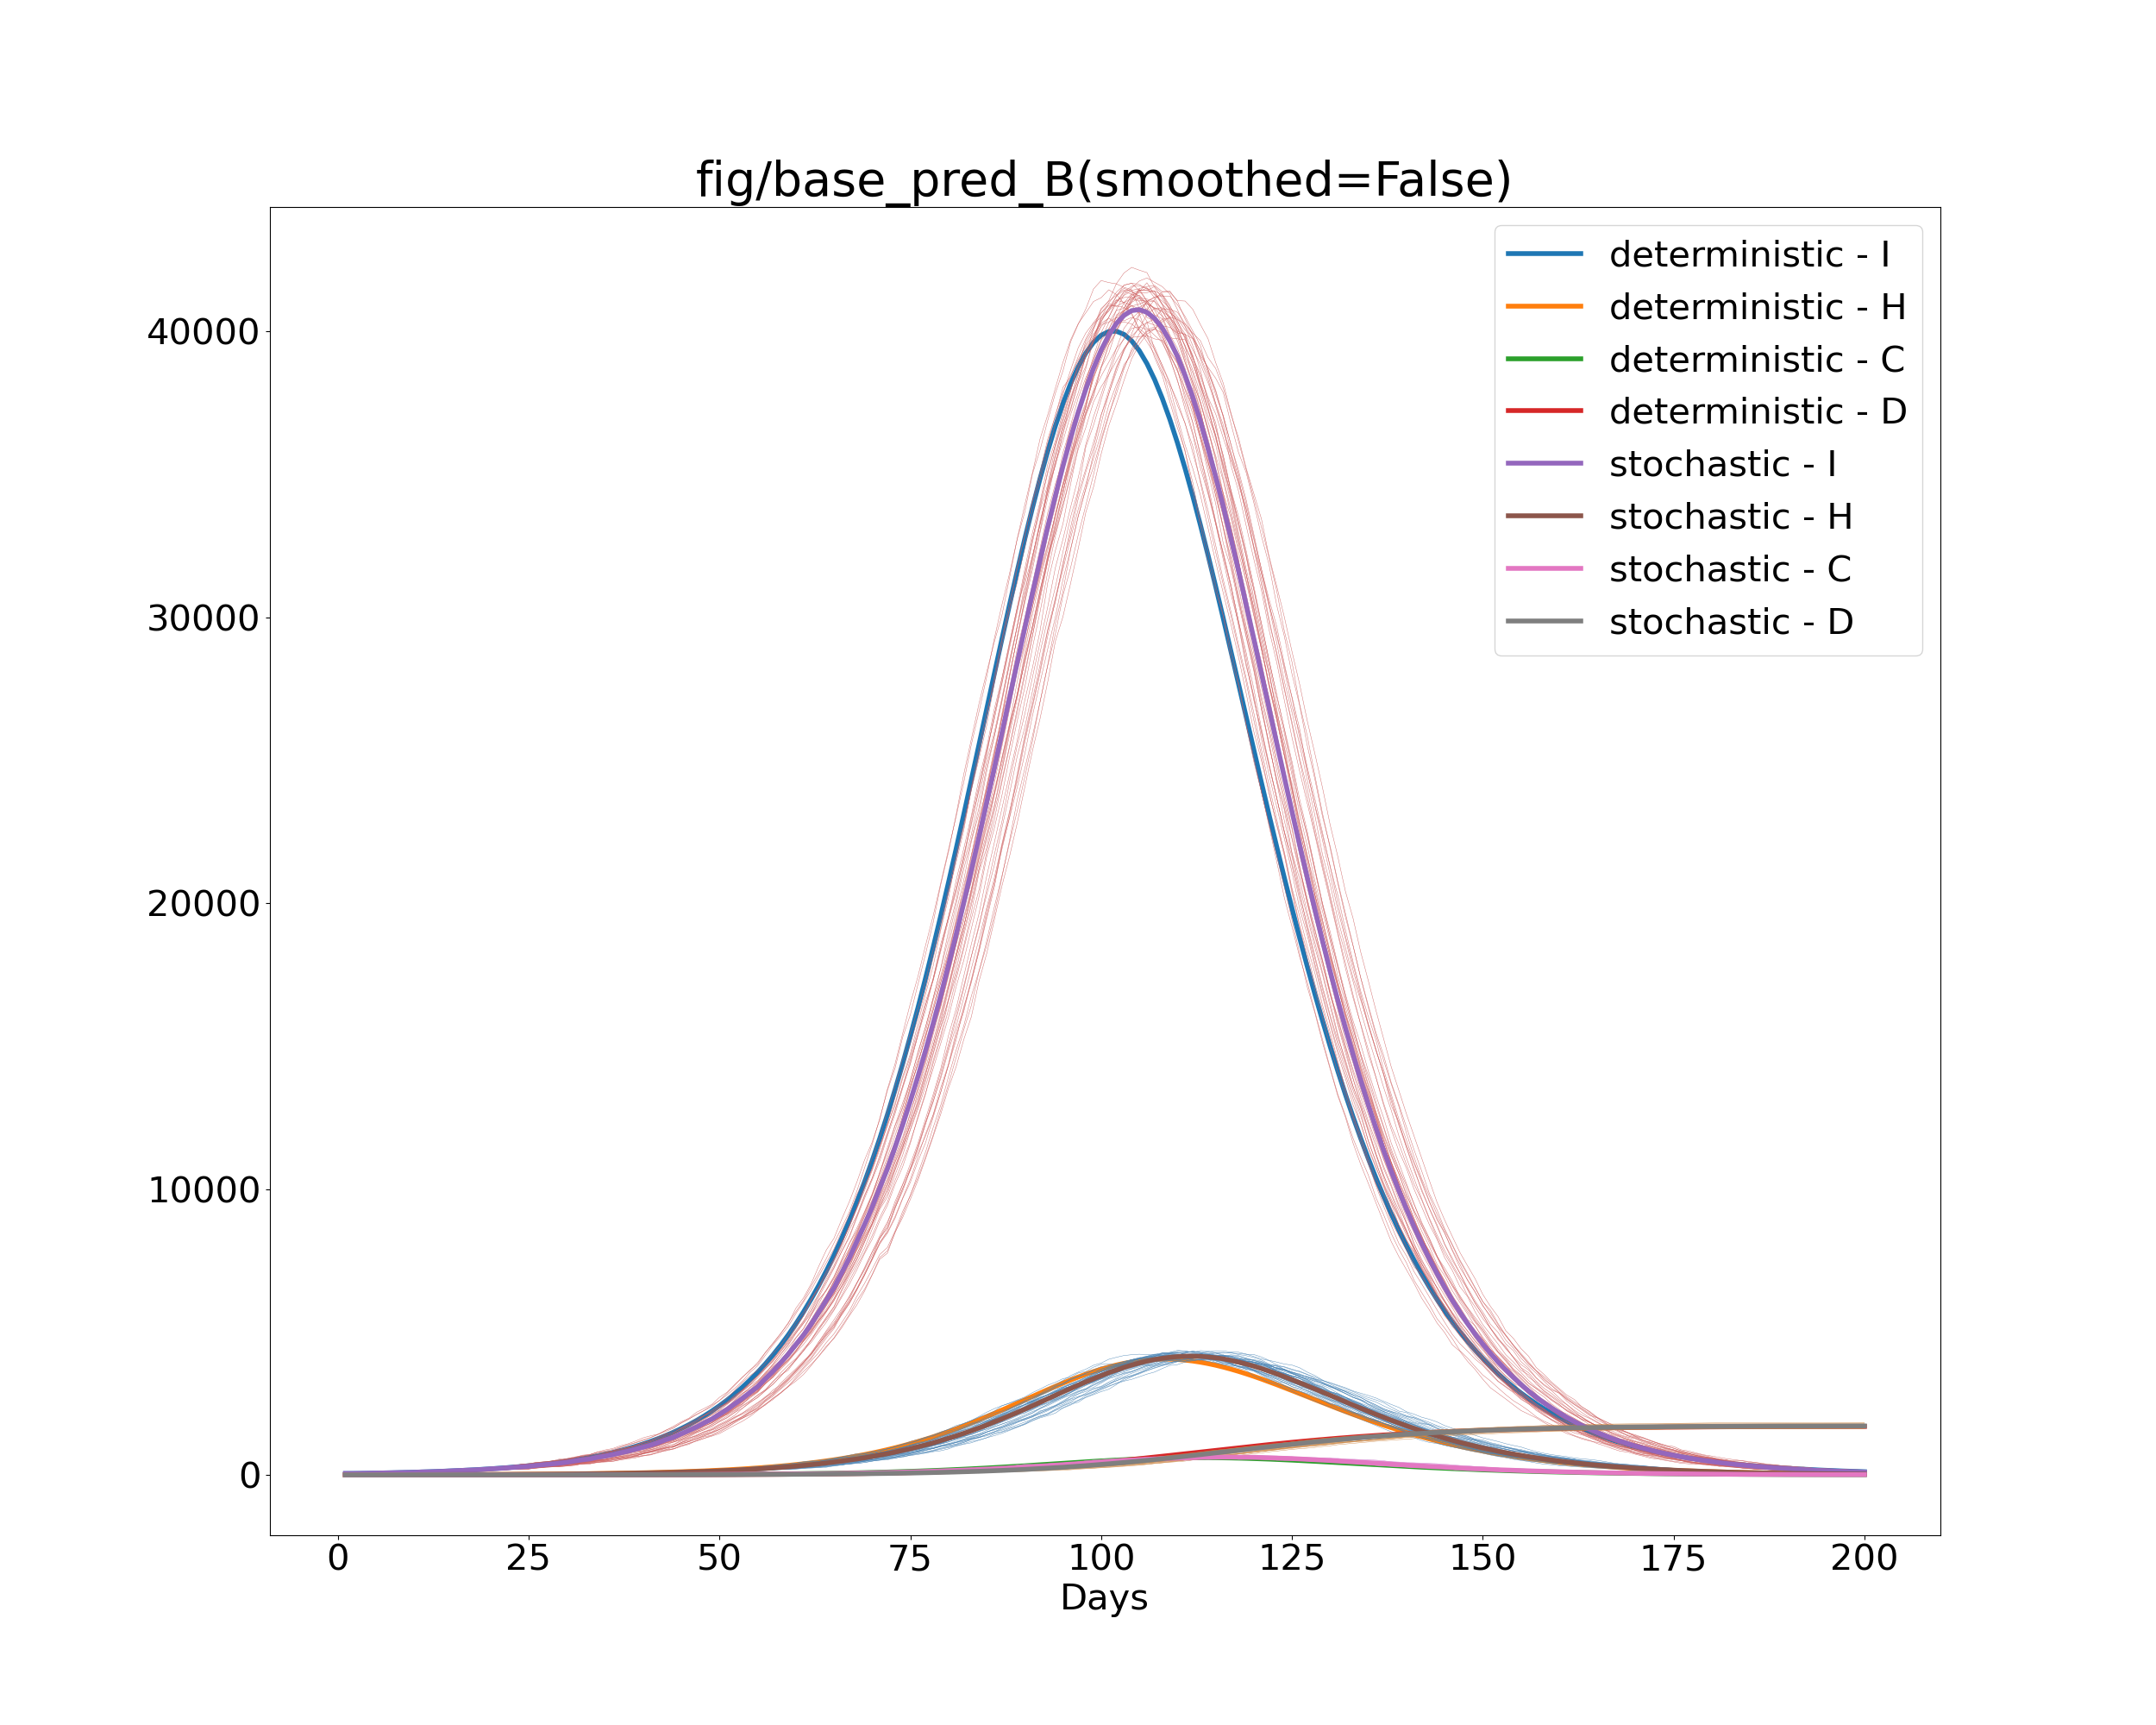 fig/base_pred_B(smoothed=False)
deterministic - I
deterministic - H
deterministic - C
deterministic - D
stochastic - I
stochastic - H
stochastic - C
stochastic - D
40000
30000
20000
10000
0
0 25 50 75 100 125 150 175 200
Days